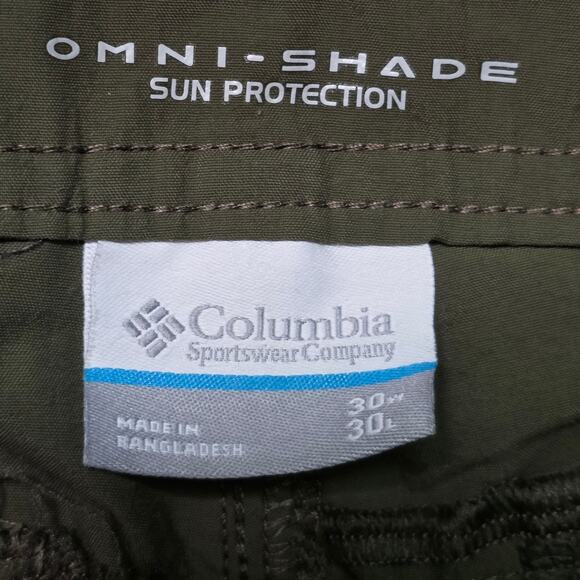 OMNI-SHADE
SUN PROTECTION
Columbia
Sportswear Company
30W
MADE IN 30L
BANGLADESH